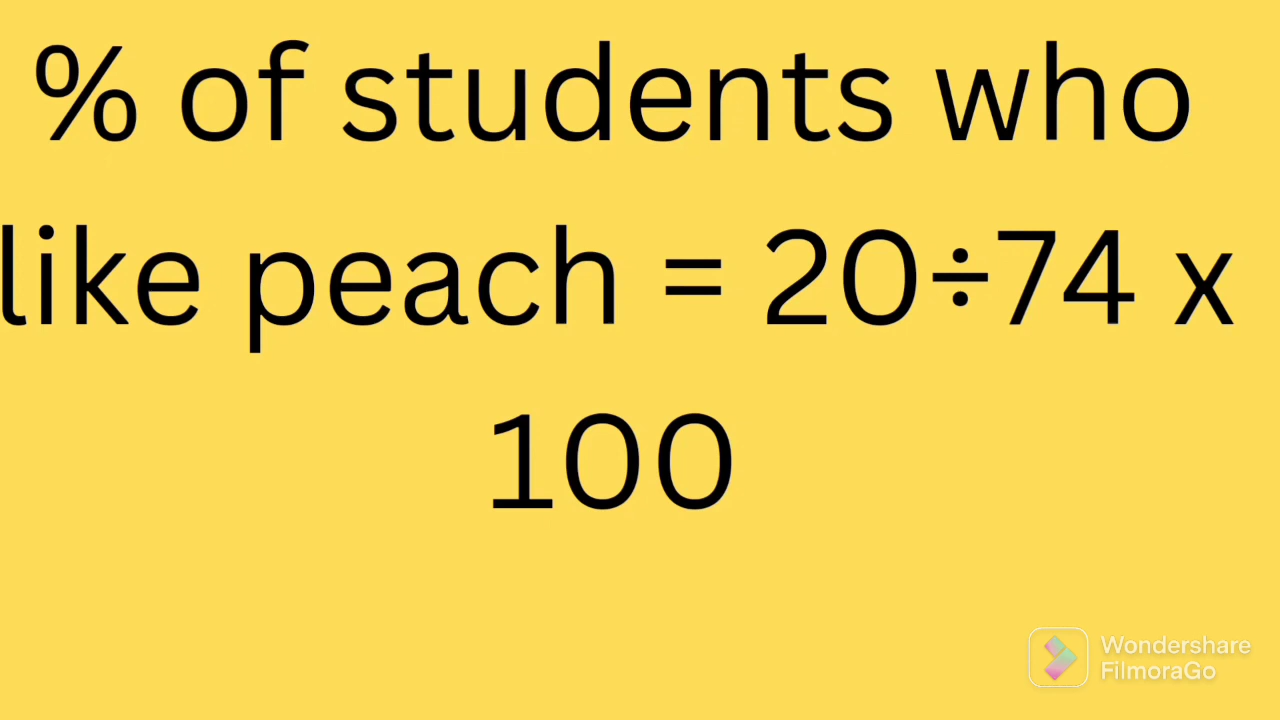 % of students who
like peach = 20÷74 x
100
Wondershare
FilmoraGo